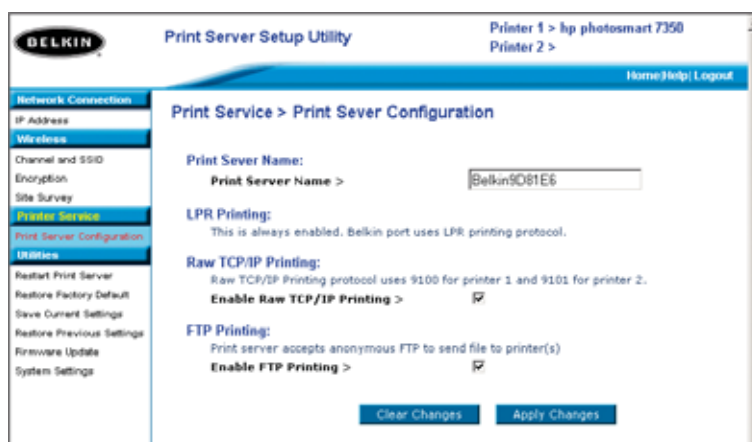 BELKIN
Print Server Setup Utility
Printer 1 > hp photosmart 7350
Printer 2 >
Home|Help| Logout
Network Connection
IP Address
Wireless
Channel and SSID
Encryption
Site Survey
Printer Service
Print Server Configuration
Utilities
Restart Print Server
Restore Factory Default
Save Current Settings
Restore Previous Settings
Firmware Update
System Settings
Print Service > Print Sever Configuration
Print Sever Name:
Print Server Name > Belkin9D81E6
LPR Printing:
This is always enabled. Belkin port uses LPR printing protocol.
Raw TCP/IP Printing:
Raw TCP/IP Printing protocol uses 9100 for printer 1 and 9101 for printer 2.
Enable Raw TCP/IP Printing >
FTP Printing:
Print server accepts anonymous FTP to send file to printer(s)
Enable FTP Printing >
Clear Changes Apply Changes